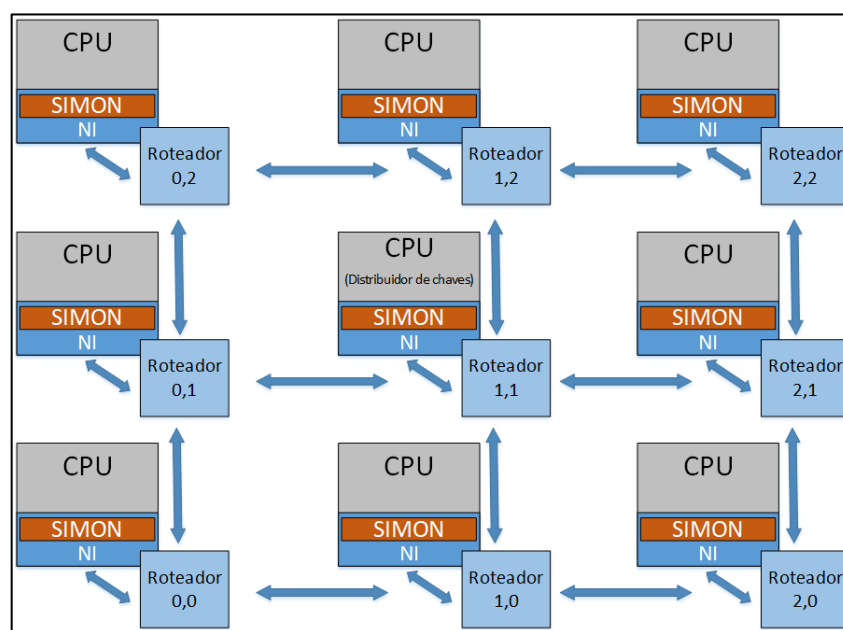 CPU
SIMON
NI
Roteador
0,2
CPU
SIMON
NI
Roteador
1,2
CPU
SIMON
NI
Roteador
2,2
CPU
SIMON
NI
Roteador
0,1
CPU
(Distribuidor de chaves)
SIMON
NI
Roteador
1,1
CPU
SIMON
NI
Roteador
2,1
CPU
SIMON
NI
Roteador
0,0
CPU
SIMON
NI
Roteador
1,0
CPU
SIMON
NI
Roteador
2,0